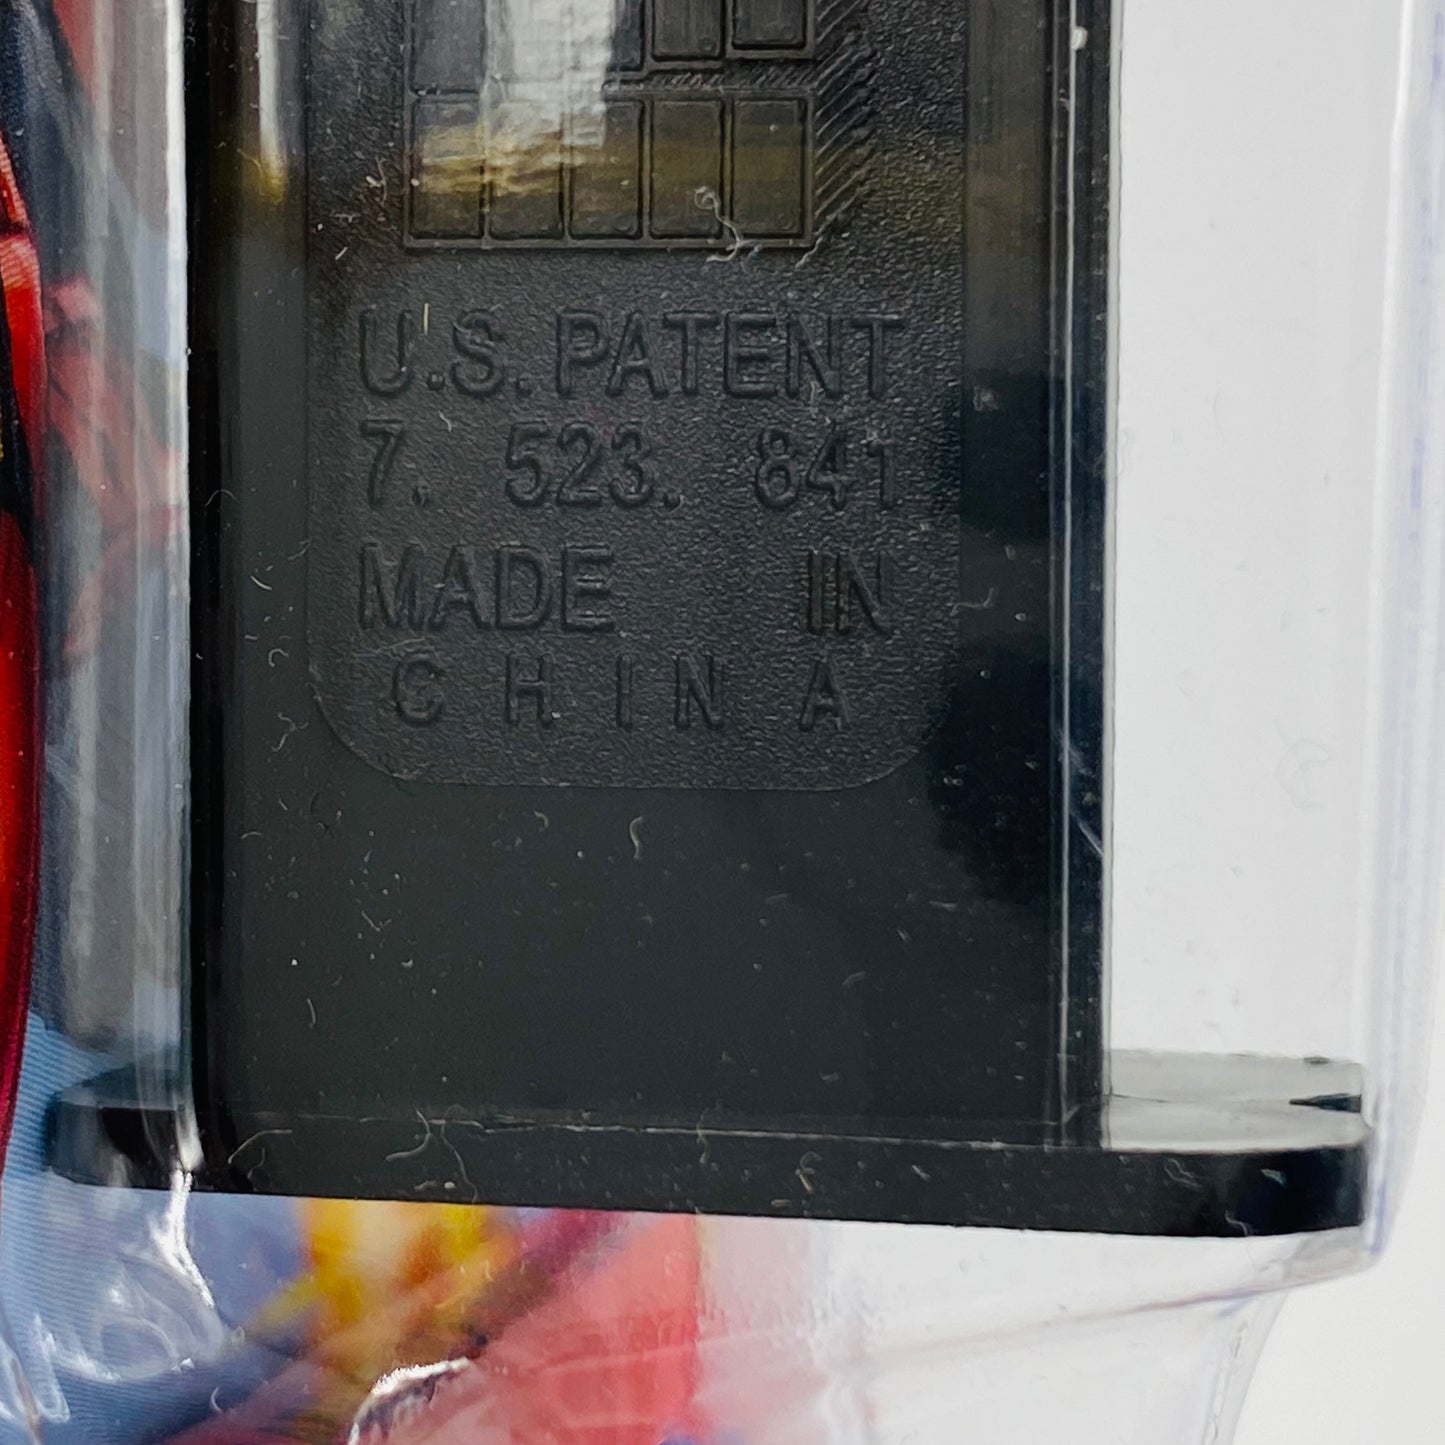 U.S. PATENT
7. 523. 841
MADE IN
CHINA